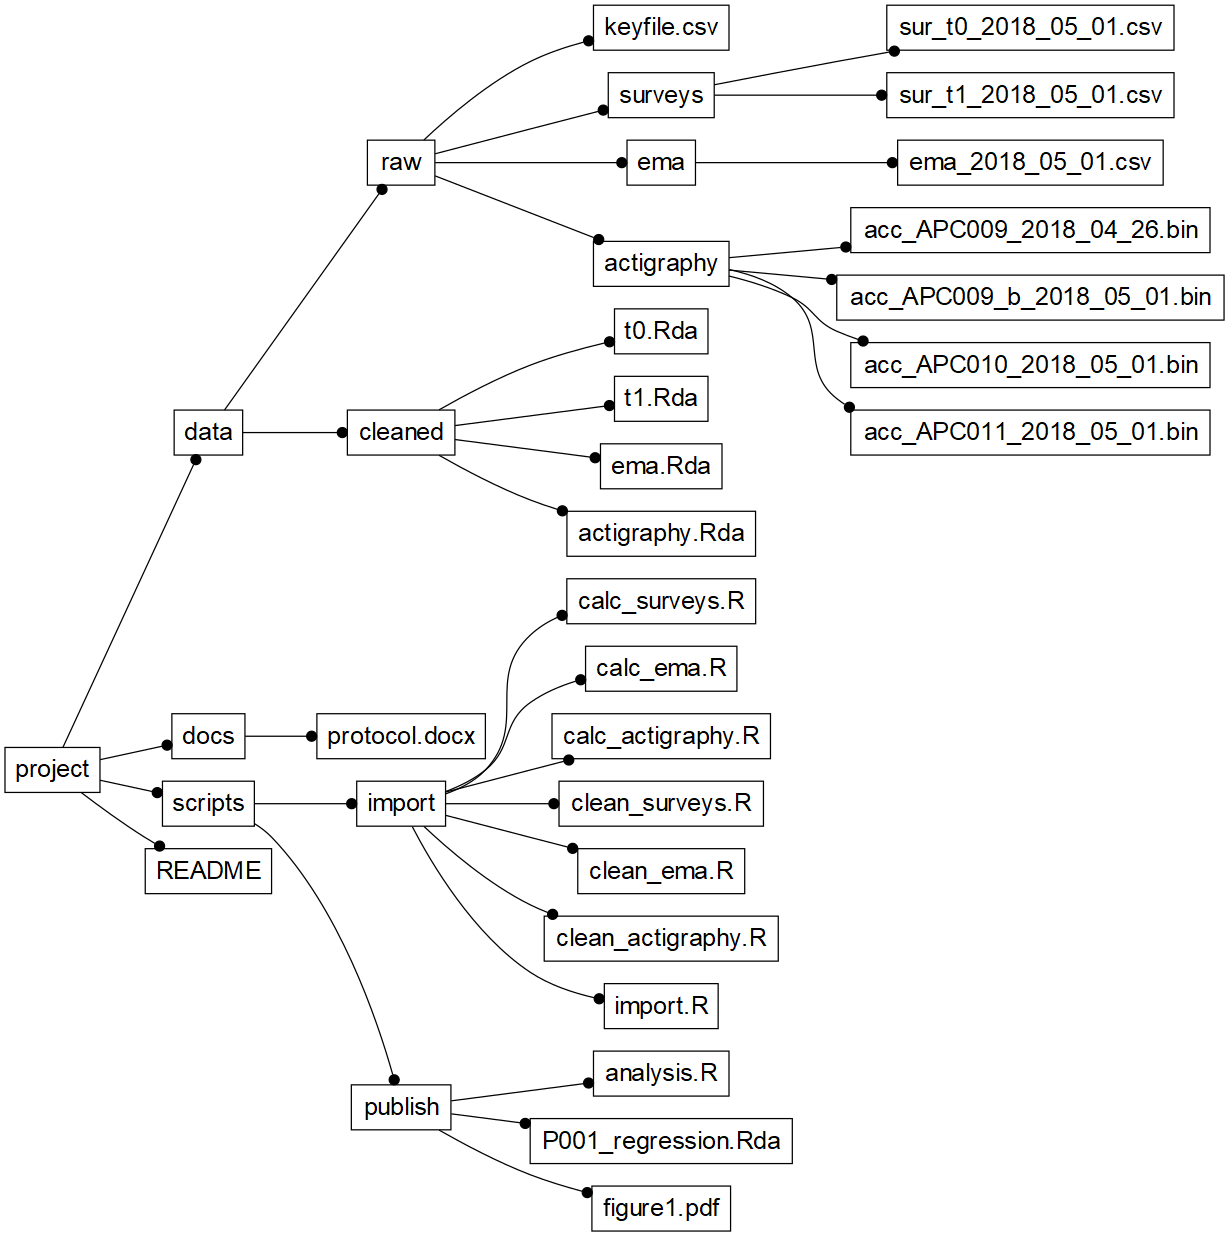 keyfile.csv
sur_t0_2018_05_01.csv
surveys
sur_t1_2018_05_01.csv
raw
ema
ema_2018_05_01.csv
acc_APC009_2018_04_26.bin
actigraphy
acc_APC009_b_2018_05_01.bin
t0.Rda
acc_APC010_2018_05_01.bin
t1.Rda
data
cleaned
acc_APC011_2018_05_01.bin
ema.Rda
actigraphy.Rda
calc_surveys.R
calc_ema.R
docs
protocol.docx
calc_actigraphy.R
project
scripts
import
clean_surveys.R
README
clean_ema.R
clean_actigraphy.R
import.R
analysis.R
publish
P001_regression.Rda
figure1.pdf